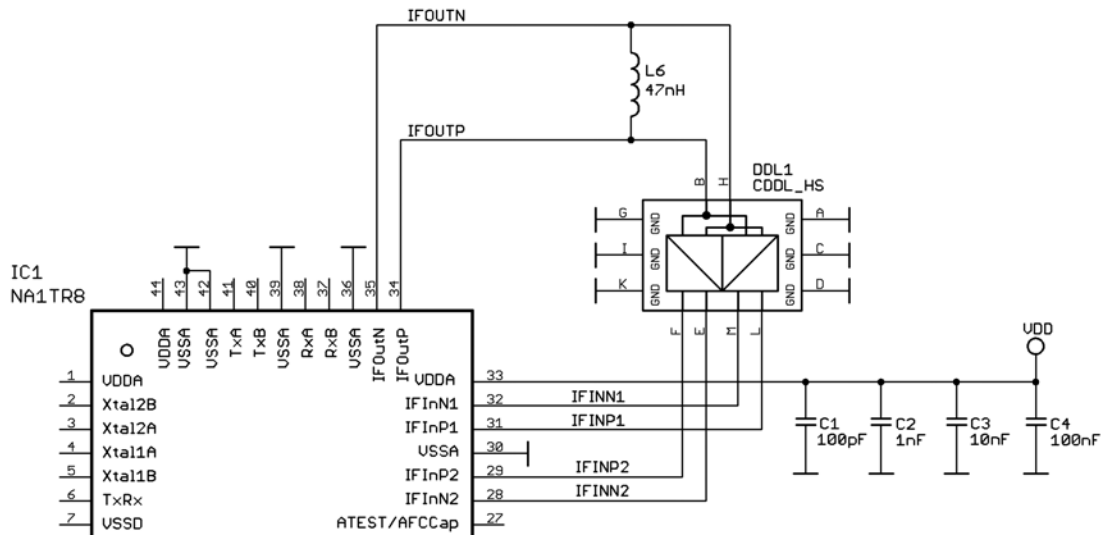 IFOUTN
L6
47nH
IFOUTP
DDL1
CDDL_HS
B H
G GND GND A
I GND GND C
K GND GND D
F E M L
IC1
NA1TR8
44 43 42 41 40 39 38 37 36 35 34
VDDA VSSA VSSA TxA TxB VSSA RxA RxB VSSA IFOutN IFOutP
VDD
1 VDDA VDDA 33
2 Xtal2B IFInN1 32 IFINN1
3 Xtal2A IFInP1 31 IFINP1
4 Xtal1A VSSA 30
5 Xtal1B IFInP2 29 IFINP2
6 TxRx IFInN2 28 IFINN2
7 VSSD ATEST/AFCCap 27
C1 C2 C3 C4
100pF 1nF 10nF 100nF